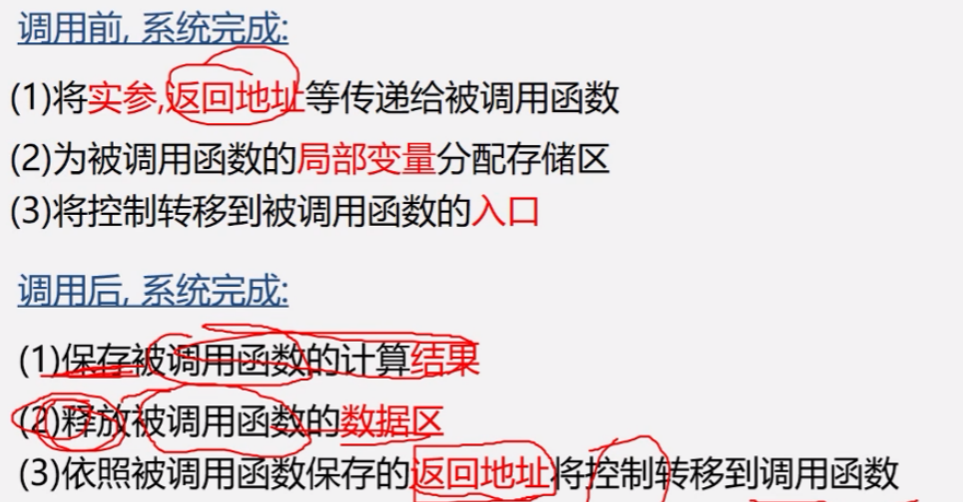 调用前, 系统完成:
(1)将实参,返回地址等传递给被调用函数
(2)为被调用函数的局部变量分配存储区
(3)将控制转移到被调用函数的入口
调用后, 系统完成:
(1)保存被调用函数的计算结果
(2)释放被调用函数的数据区
(3)依照被调用函数保存的返回地址将控制转移到调用函数